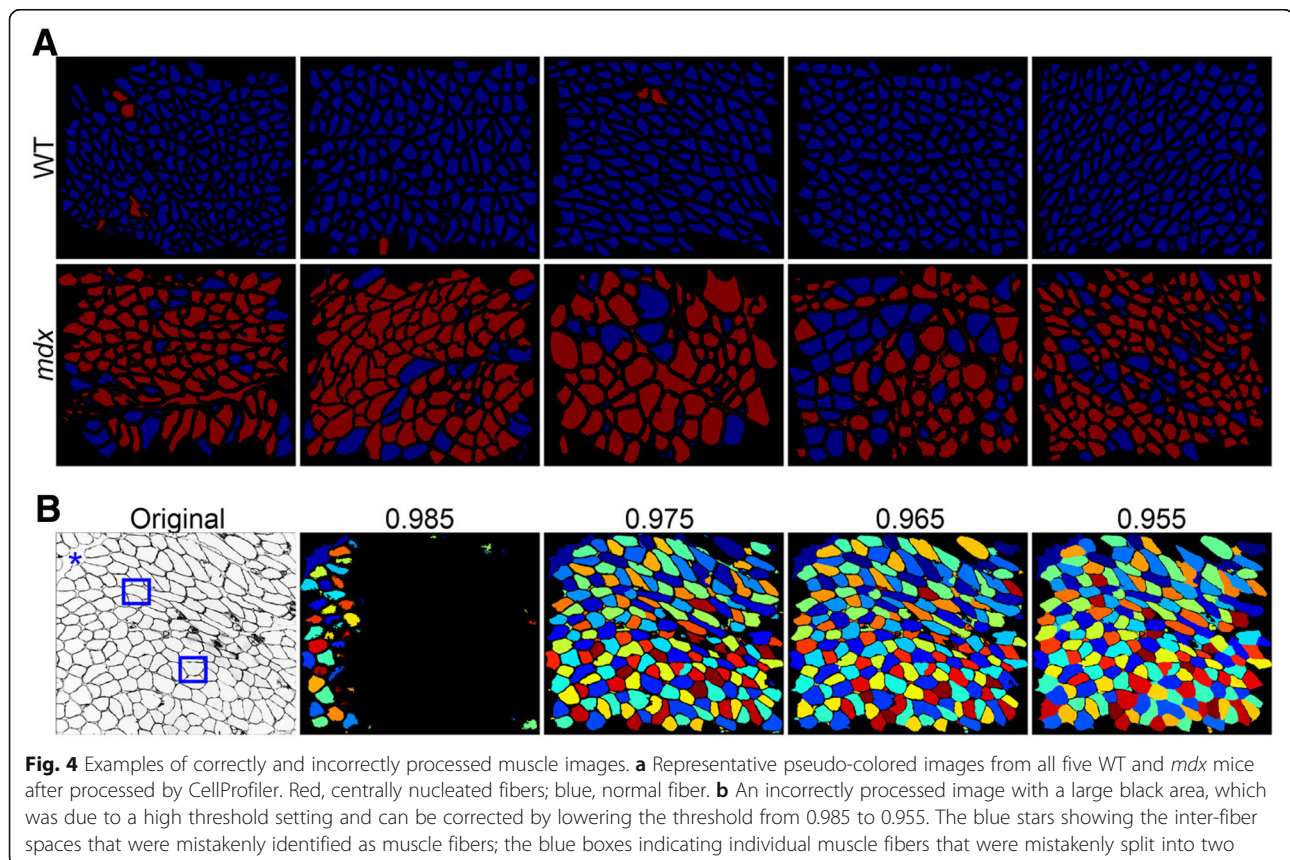 A
WT
mdx
B
Original
0.985
0.975
0.965
0.955
*
Fig. 4 Examples of correctly and incorrectly processed muscle images. a Representative pseudo-colored images from all five WT and mdx mice
after processed by CellProfiler. Red, centrally nucleated fibers; blue, normal fiber. b An incorrectly processed image with a large black area, which
was due to a high threshold setting and can be corrected by lowering the threshold from 0.985 to 0.955. The blue stars showing the inter-fiber
spaces that were mistakenly identified as muscle fibers; the blue boxes indicating individual muscle fibers that were mistakenly split into two